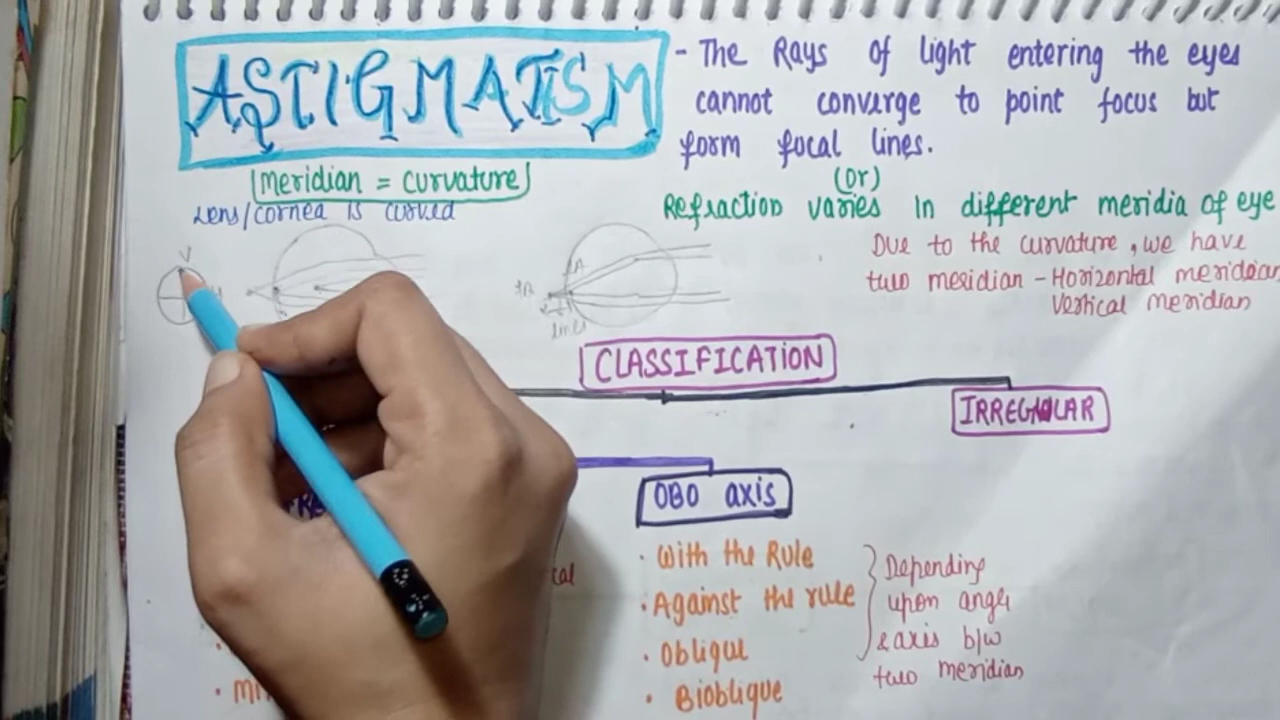 ASTIGMATISM
- The Rays of light entering the eyes
cannot converge to point focus but
form focal lines.
(or)
Refraction varies in different meridia of eye
Due to the curvature, we have
two meridian - Horizontal meridian
Vertical meridian
Meridian = curvature
Lens/cornea is curved
V
CLASSIFICATION
IRREGULAR
OBO axis
• With the Rule
• Against the rule
• Oblique
• Bioblique
Depending
upon angle
& axis b/w
two meridian